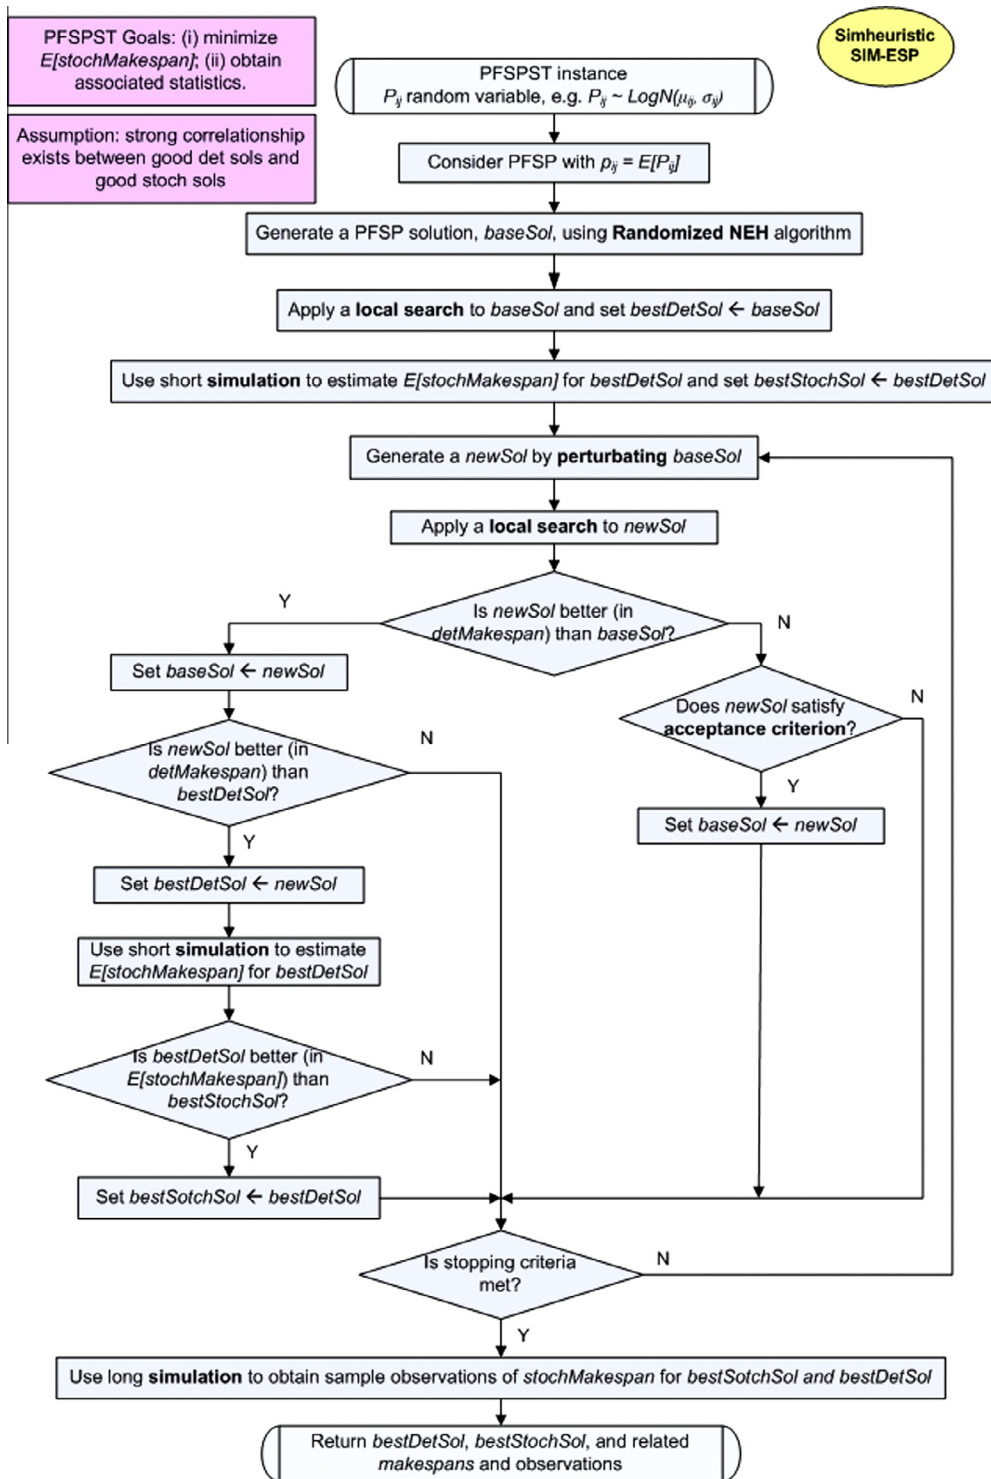 PFSPST Goals: (i) minimize
E[stochMakespan]; (ii) obtain
associated statistics.
Simheuristic
SIM-ESP
PFSPST instance
Pij random variable, e.g. Pij ~ LogN(μij, σij)
Assumption: strong correlationship
exists between good det sols and
good stoch sols
Consider PFSP with pij = E[Pij]
Generate a PFSP solution, baseSol, using Randomized NEH algorithm
Apply a local search to baseSol and set bestDetSol ← baseSol
Use short simulation to estimate E[stochMakespan] for bestDetSol and set bestStochSol ← bestDetSol
Generate a newSol by perturbating baseSol
Apply a local search to newSol
Is newSol better (in
detMakespan) than baseSol?
Y
N
Set baseSol ← newSol
Does newSol satisfy
acceptance criterion?
N
Y
Set baseSol ← newSol
Is newSol better (in
detMakespan) than
bestDetSol?
N
Y
Set bestDetSol ← newSol
Use short simulation to estimate
E[stochMakespan] for bestDetSol
Is bestDetSol better (in
E[stochMakespan]) than
bestStochSol?
N
Y
Set bestSotchSol ← bestDetSol
Is stopping criteria
met?
N
Y
Use long simulation to obtain sample observations of stochMakespan for bestSotchSol and bestDetSol
Return bestDetSol, bestStochSol, and related
makespans and observations